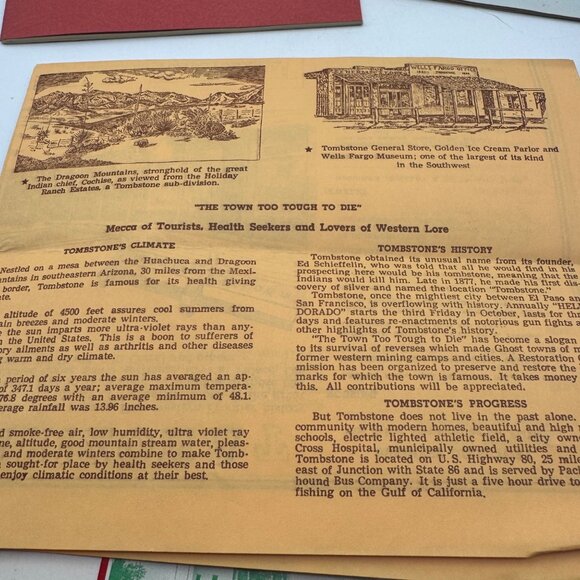 WELLS FARGO OFFICE
★ The Dragoon Mountains, stronghold of the great
Indian chief, Cochise, as viewed from the Holiday
Ranch Estates, a Tombstone sub-division.
★ Tombstone General Store, Golden Ice Cream Parlor and
Wells Fargo Museum; one of the largest of its kind
in the Southwest
"THE TOWN TOO TOUGH TO DIE"
Mecca of Tourists, Health Seekers and Lovers of Western Lore
TOMBSTONE'S CLIMATE
Nestled on a mesa between the Huachuca and Dragoon
ntains in southeastern Arizona, 30 miles from the Mexi-
border, Tombstone is famous for its health giving
te.
altitude of 4500 feet assures cool summers from
tain breezes and moderate winters.
e sun imparts more ultra-violet rays than any-
n the United States. This is a boon to sufferers of
ory ailments as well as arthritis and other diseases
g warm and dry climate.
period of six years the sun has averaged an ap-
of 347.1 days a year; average maximum tempera-
76.8 degrees with an average minimum of 48.1.
erage rainfall was 13.96 inches.
d smoke-free air, low humidity, ultra violet ray
ne, altitude, good mountain stream water, pleas-
and moderate winters combine to make Tomb-
sought-for place by health seekers and those
enjoy climatic conditions at their best.
TOMBSTONE'S HISTORY
Tombstone obtained its unusual name from its founder,
Ed Schieffelin, who was told that all he would find in his
prospecting here would be his tombstone, meaning that the
Indians would kill him. Late in 1877, he made his first dis-
covery of silver and named the location "Tombstone."
Tombstone, once the mightiest city between El Paso a
San Francisco, is overflowing with history. Annually "HEL
DORADO" starts the third Friday in October, lasts for th
days and features re-enactments of notorious gun fights a
other highlights of Tombstone's history.
"The Town Too Tough to Die" has become a slogan
to its survival of reverses which made Ghost towns of m
former western mining camps and cities. A Restoration C
mission has been organized to preserve and restore the
marks for which the town is famous. It takes money
this. All contributions will be appreciated.
TOMBSTONE'S PROGRESS
But Tombstone does not live in the past alone.
community with modern homes, beautiful and high
schools, electric lighted athletic field, a city own
Cross Hospital, municipally owned utilities and
Tombstone is located on U.S. Highway 80, 25 mile
east of Junction with State 86 and is served by Pac
hound Bus Company. It is just a five hour drive to
fishing on the Gulf of California.